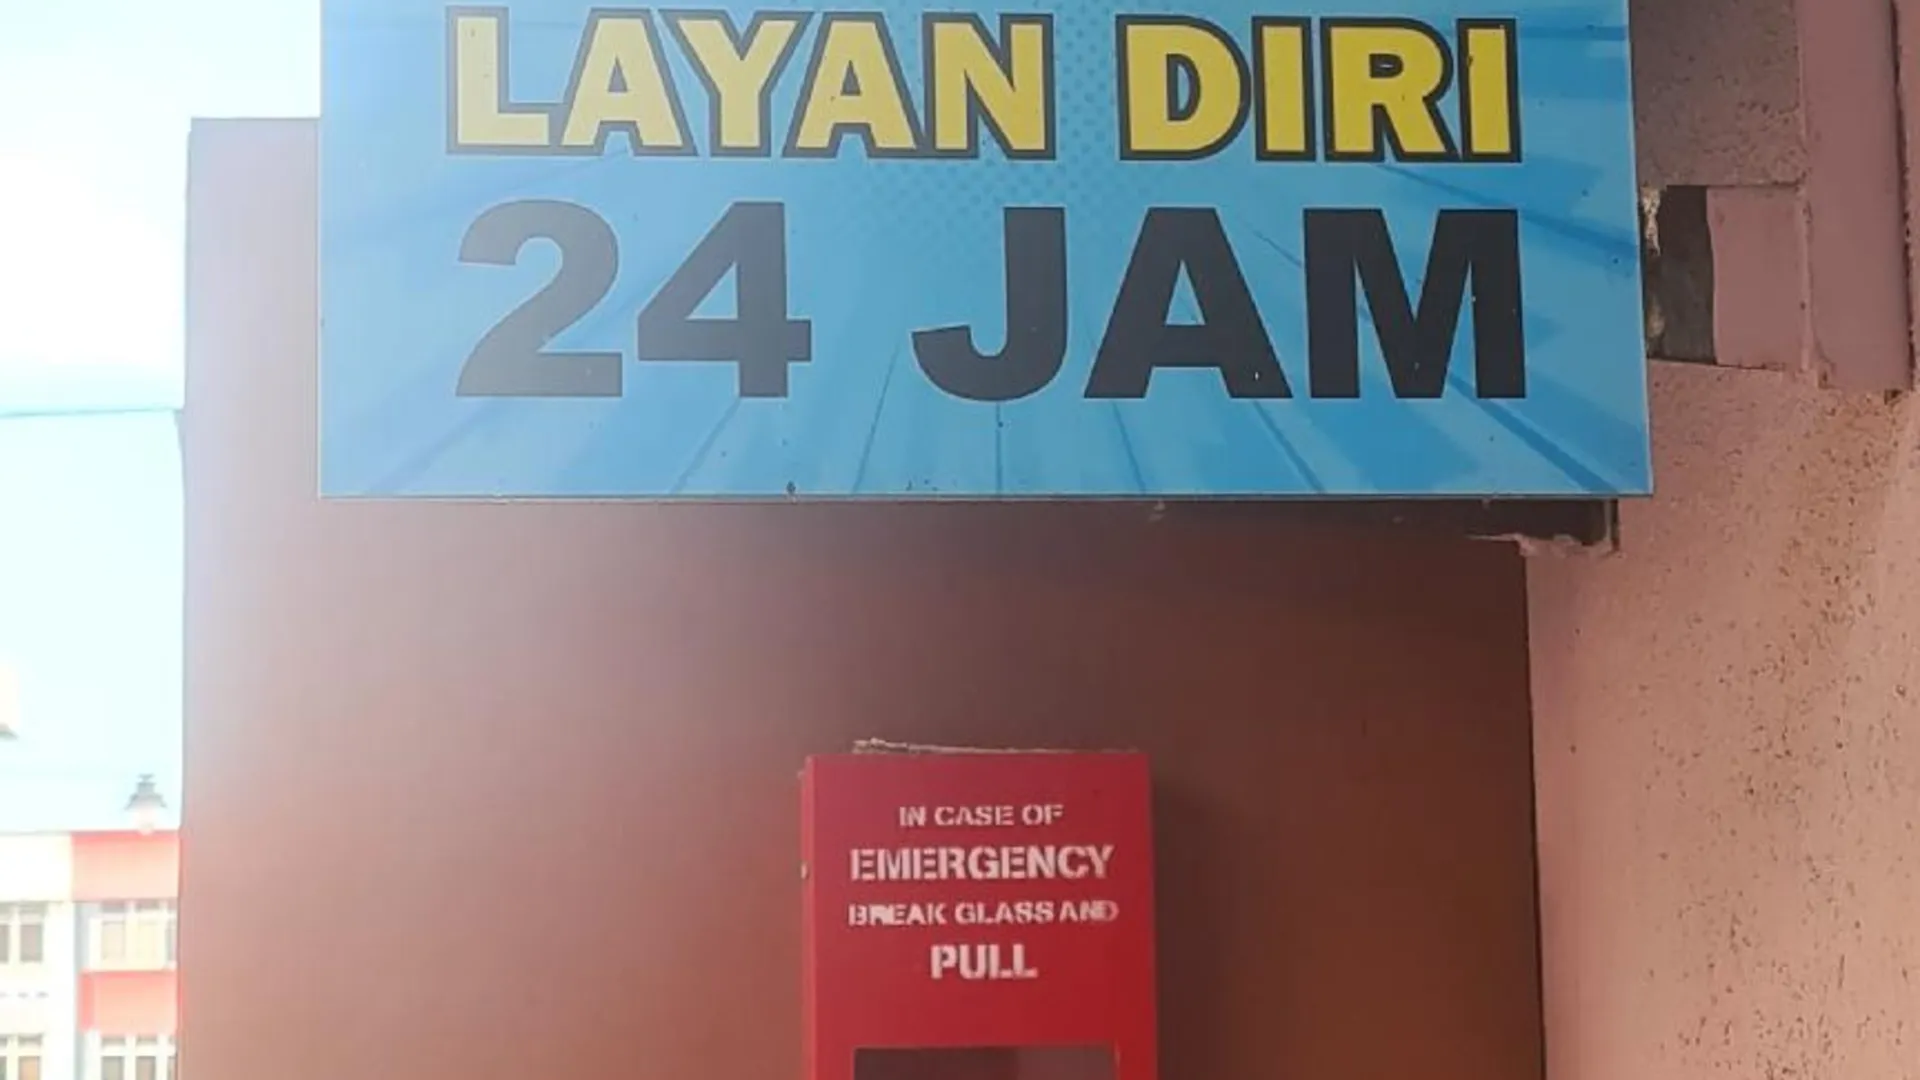 LAYAN DIRI
24 JAM
IN CASE OF
EMERGENCY
BREAK GLASS AND
PULL